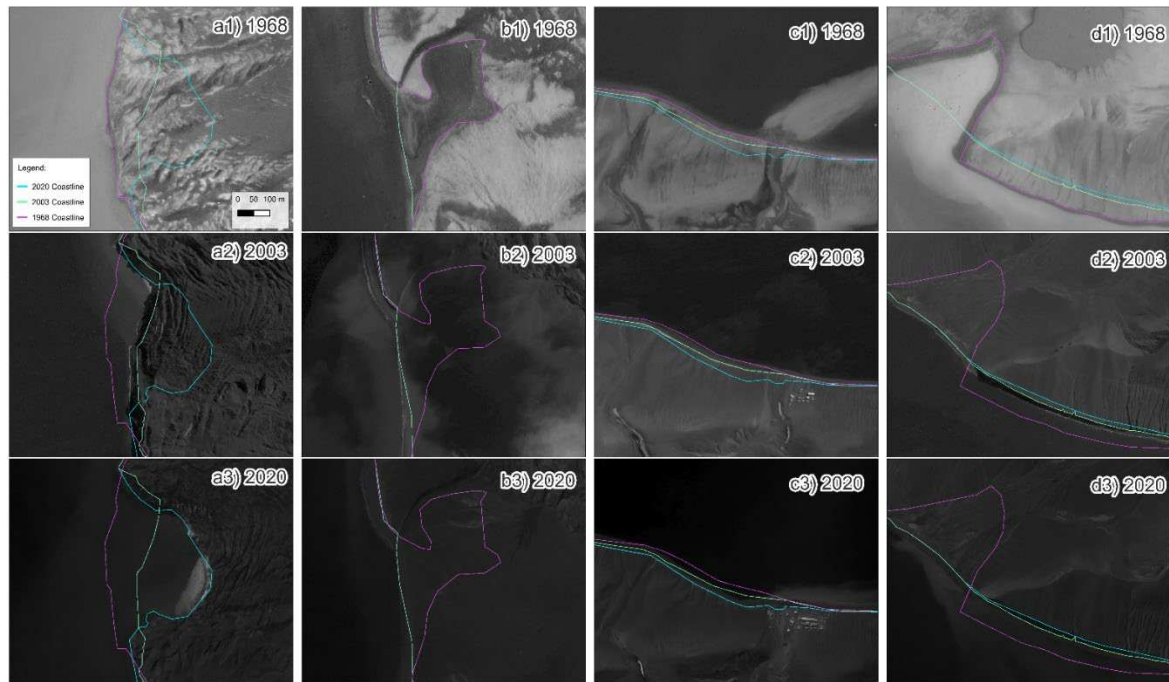 a1) 1968
b1) 1968
c1) 1968
d1) 1968
Legend:
2020 Coastline
2003 Coastline
1968 Coastline
0 50 100 m
a2) 2003
b2) 2003
c2) 2003
d2) 2003
a3) 2020
b3) 2020
c3) 2020
d3) 2020